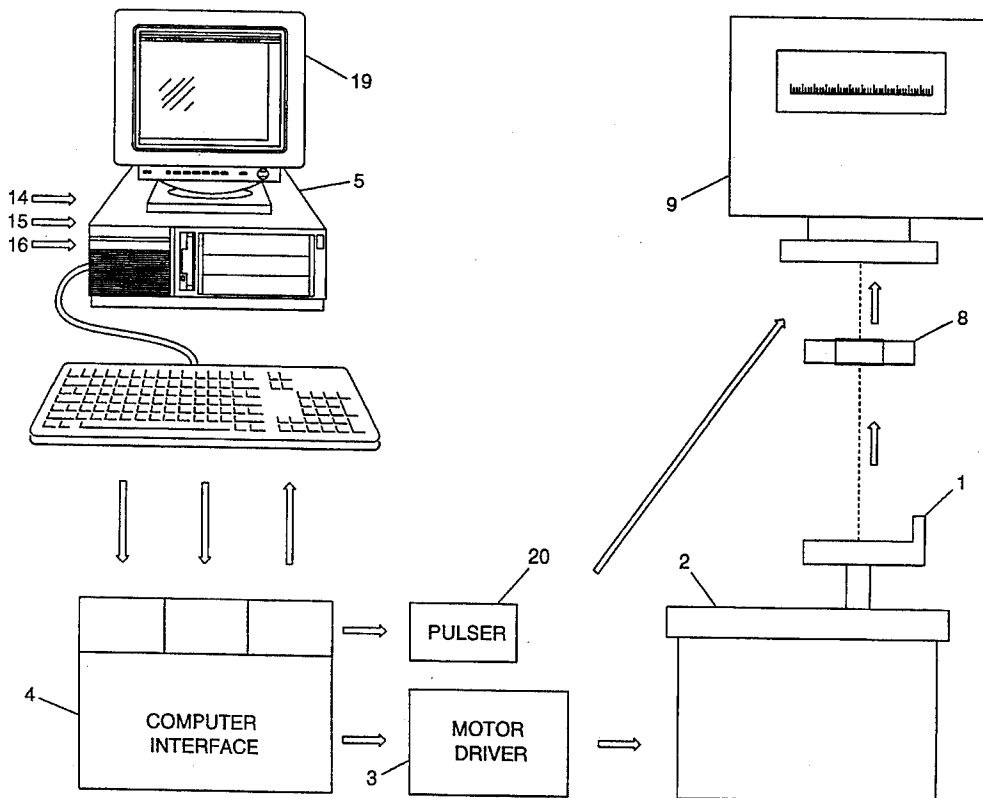 19
5
14
15
16
9
8
1
2
20
PULSER
4
COMPUTER
INTERFACE
MOTOR
DRIVER
3